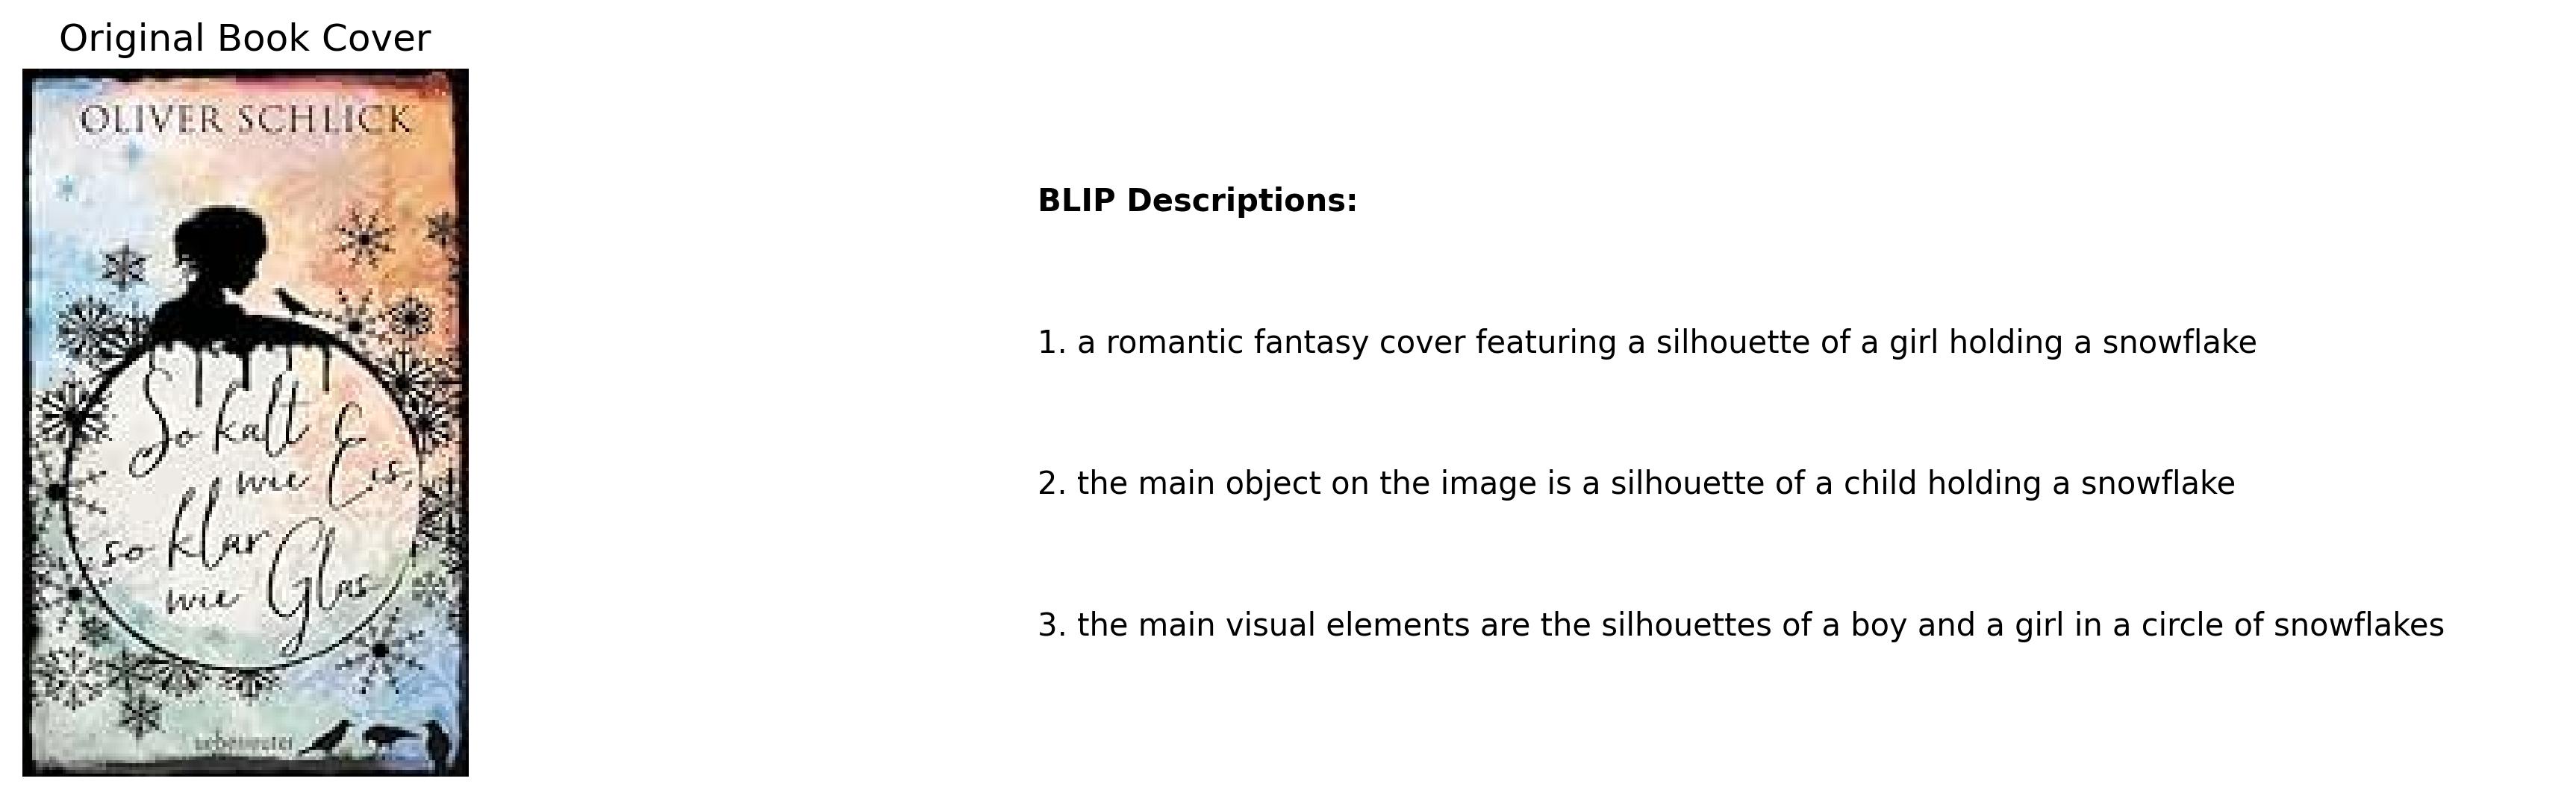 Original Book Cover
OLIVER SCHLICK
So kalt
wie Eis,
so klar
wie Glas
ueberreuter
BLIP Descriptions:
1. a romantic fantasy cover featuring a silhouette of a girl holding a snowflake
2. the main object on the image is a silhouette of a child holding a snowflake
3. the main visual elements are the silhouettes of a boy and a girl in a circle of snowflakes